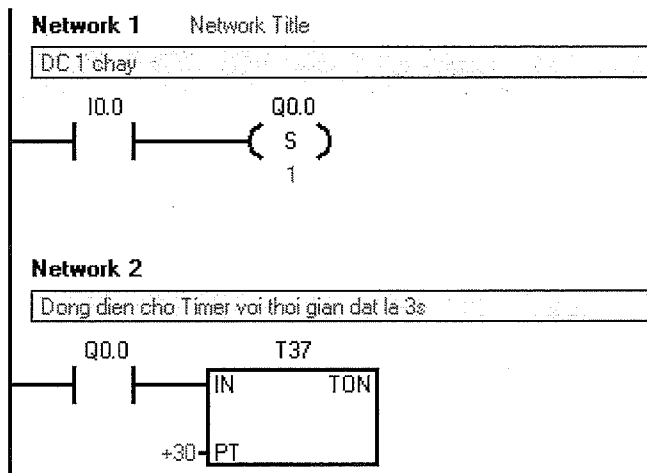 Network 1 Network Title
DC 1 chay
I0.0 Q0.0
S
1
Network 2
Dong dien cho Timer voi thoi gian dat la 3s
Q0.0 T37
IN TON
+30 PT